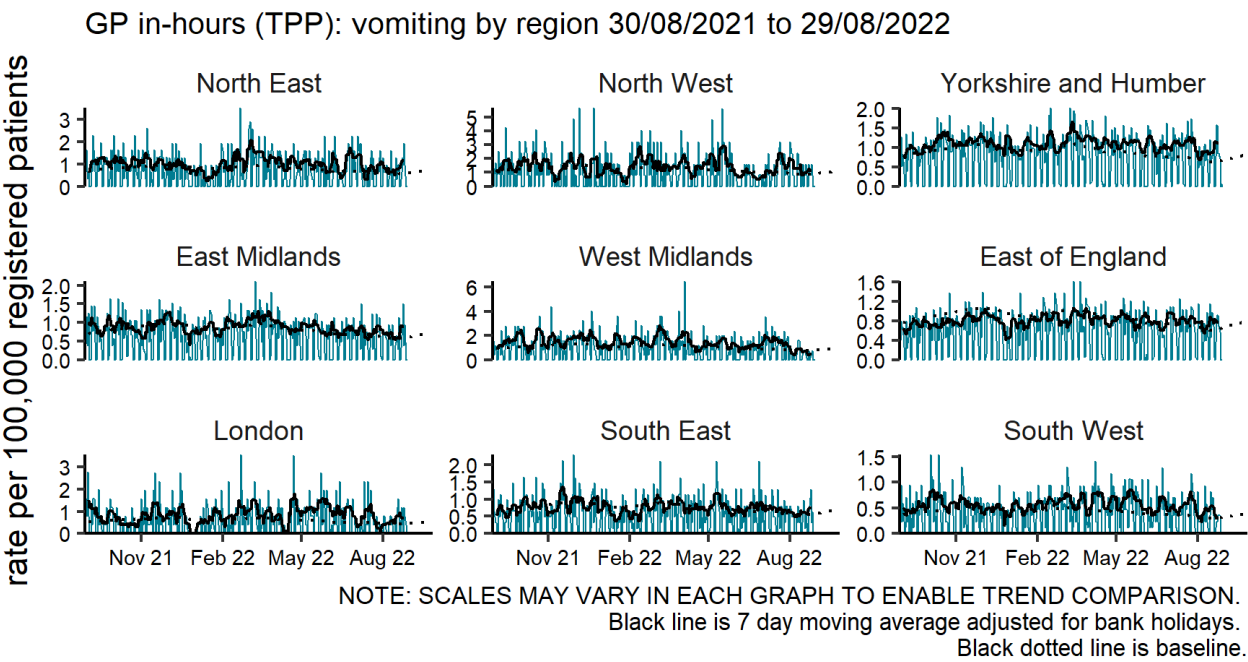 GP in-hours (TPP): vomiting by region 30/08/2021 to 29/08/2022
rate per 100,000 registered patients
North East
3
2
1
0
North West
5
4
3
2
1
0
Yorkshire and Humber
2.0
1.5
1.0
0.5
0.0
East Midlands
2.0
1.5
1.0
0.5
0.0
West Midlands
6
4
2
0
East of England
1.6
1.2
0.8
0.4
0.0
London
3
2
1
0
Nov 21 Feb 22 May 22 Aug 22
South East
2.0
1.5
1.0
0.5
0.0
Nov 21 Feb 22 May 22 Aug 22
South West
1.5
1.0
0.5
0.0
Nov 21 Feb 22 May 22 Aug 22
NOTE: SCALES MAY VARY IN EACH GRAPH TO ENABLE TREND COMPARISON.
Black line is 7 day moving average adjusted for bank holidays.
Black dotted line is baseline.